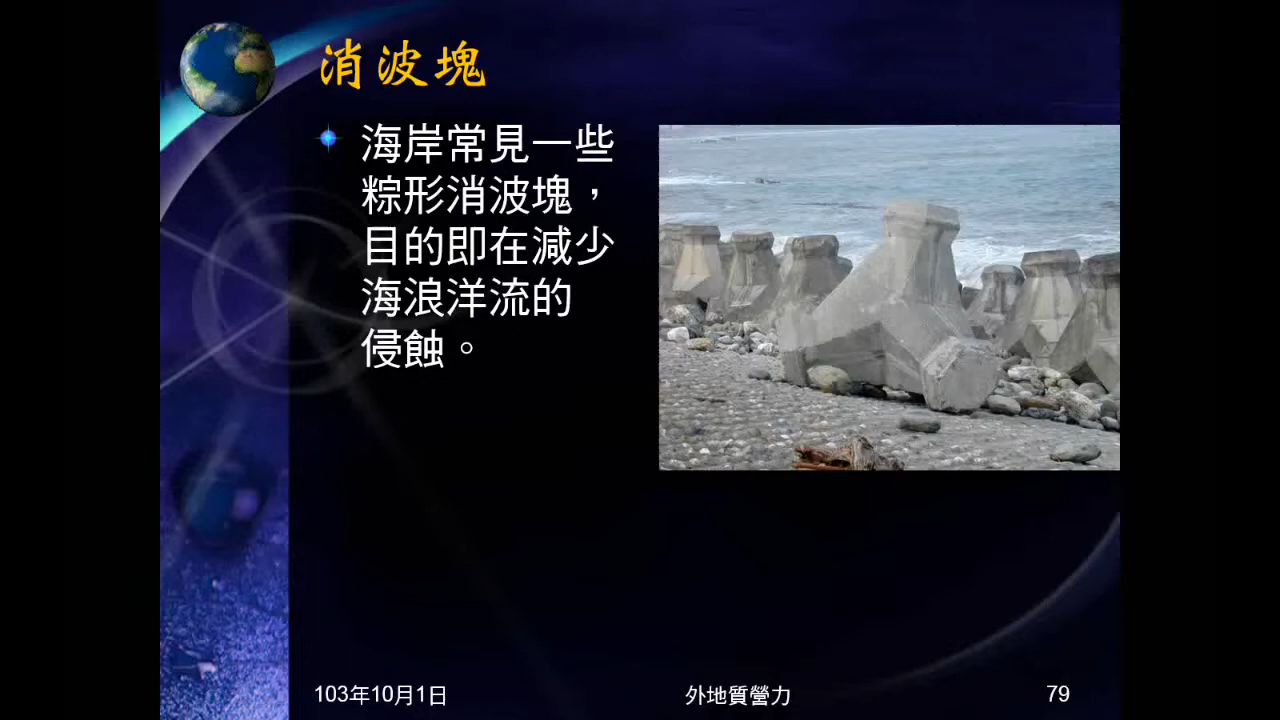 消波塊
海岸常見一些
粽形消波塊，
目的即在減少
海浪洋流的
侵蝕。
103年10月1日
外地質營力
79